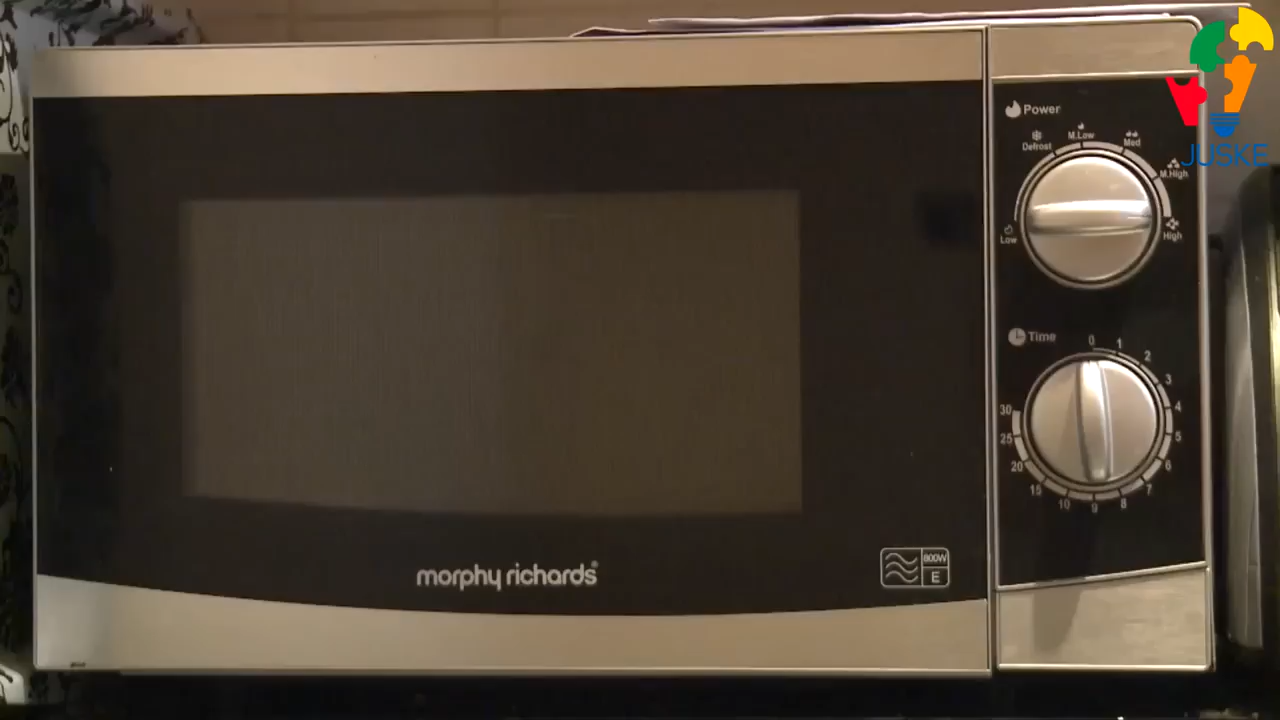 Power
Defrost
M.Low
Med
M.High
Low
High
JUSKE
Time
0
1
2
3
4
5
6
7
8
9
10
15
20
25
30
morphy richards®
800W
E